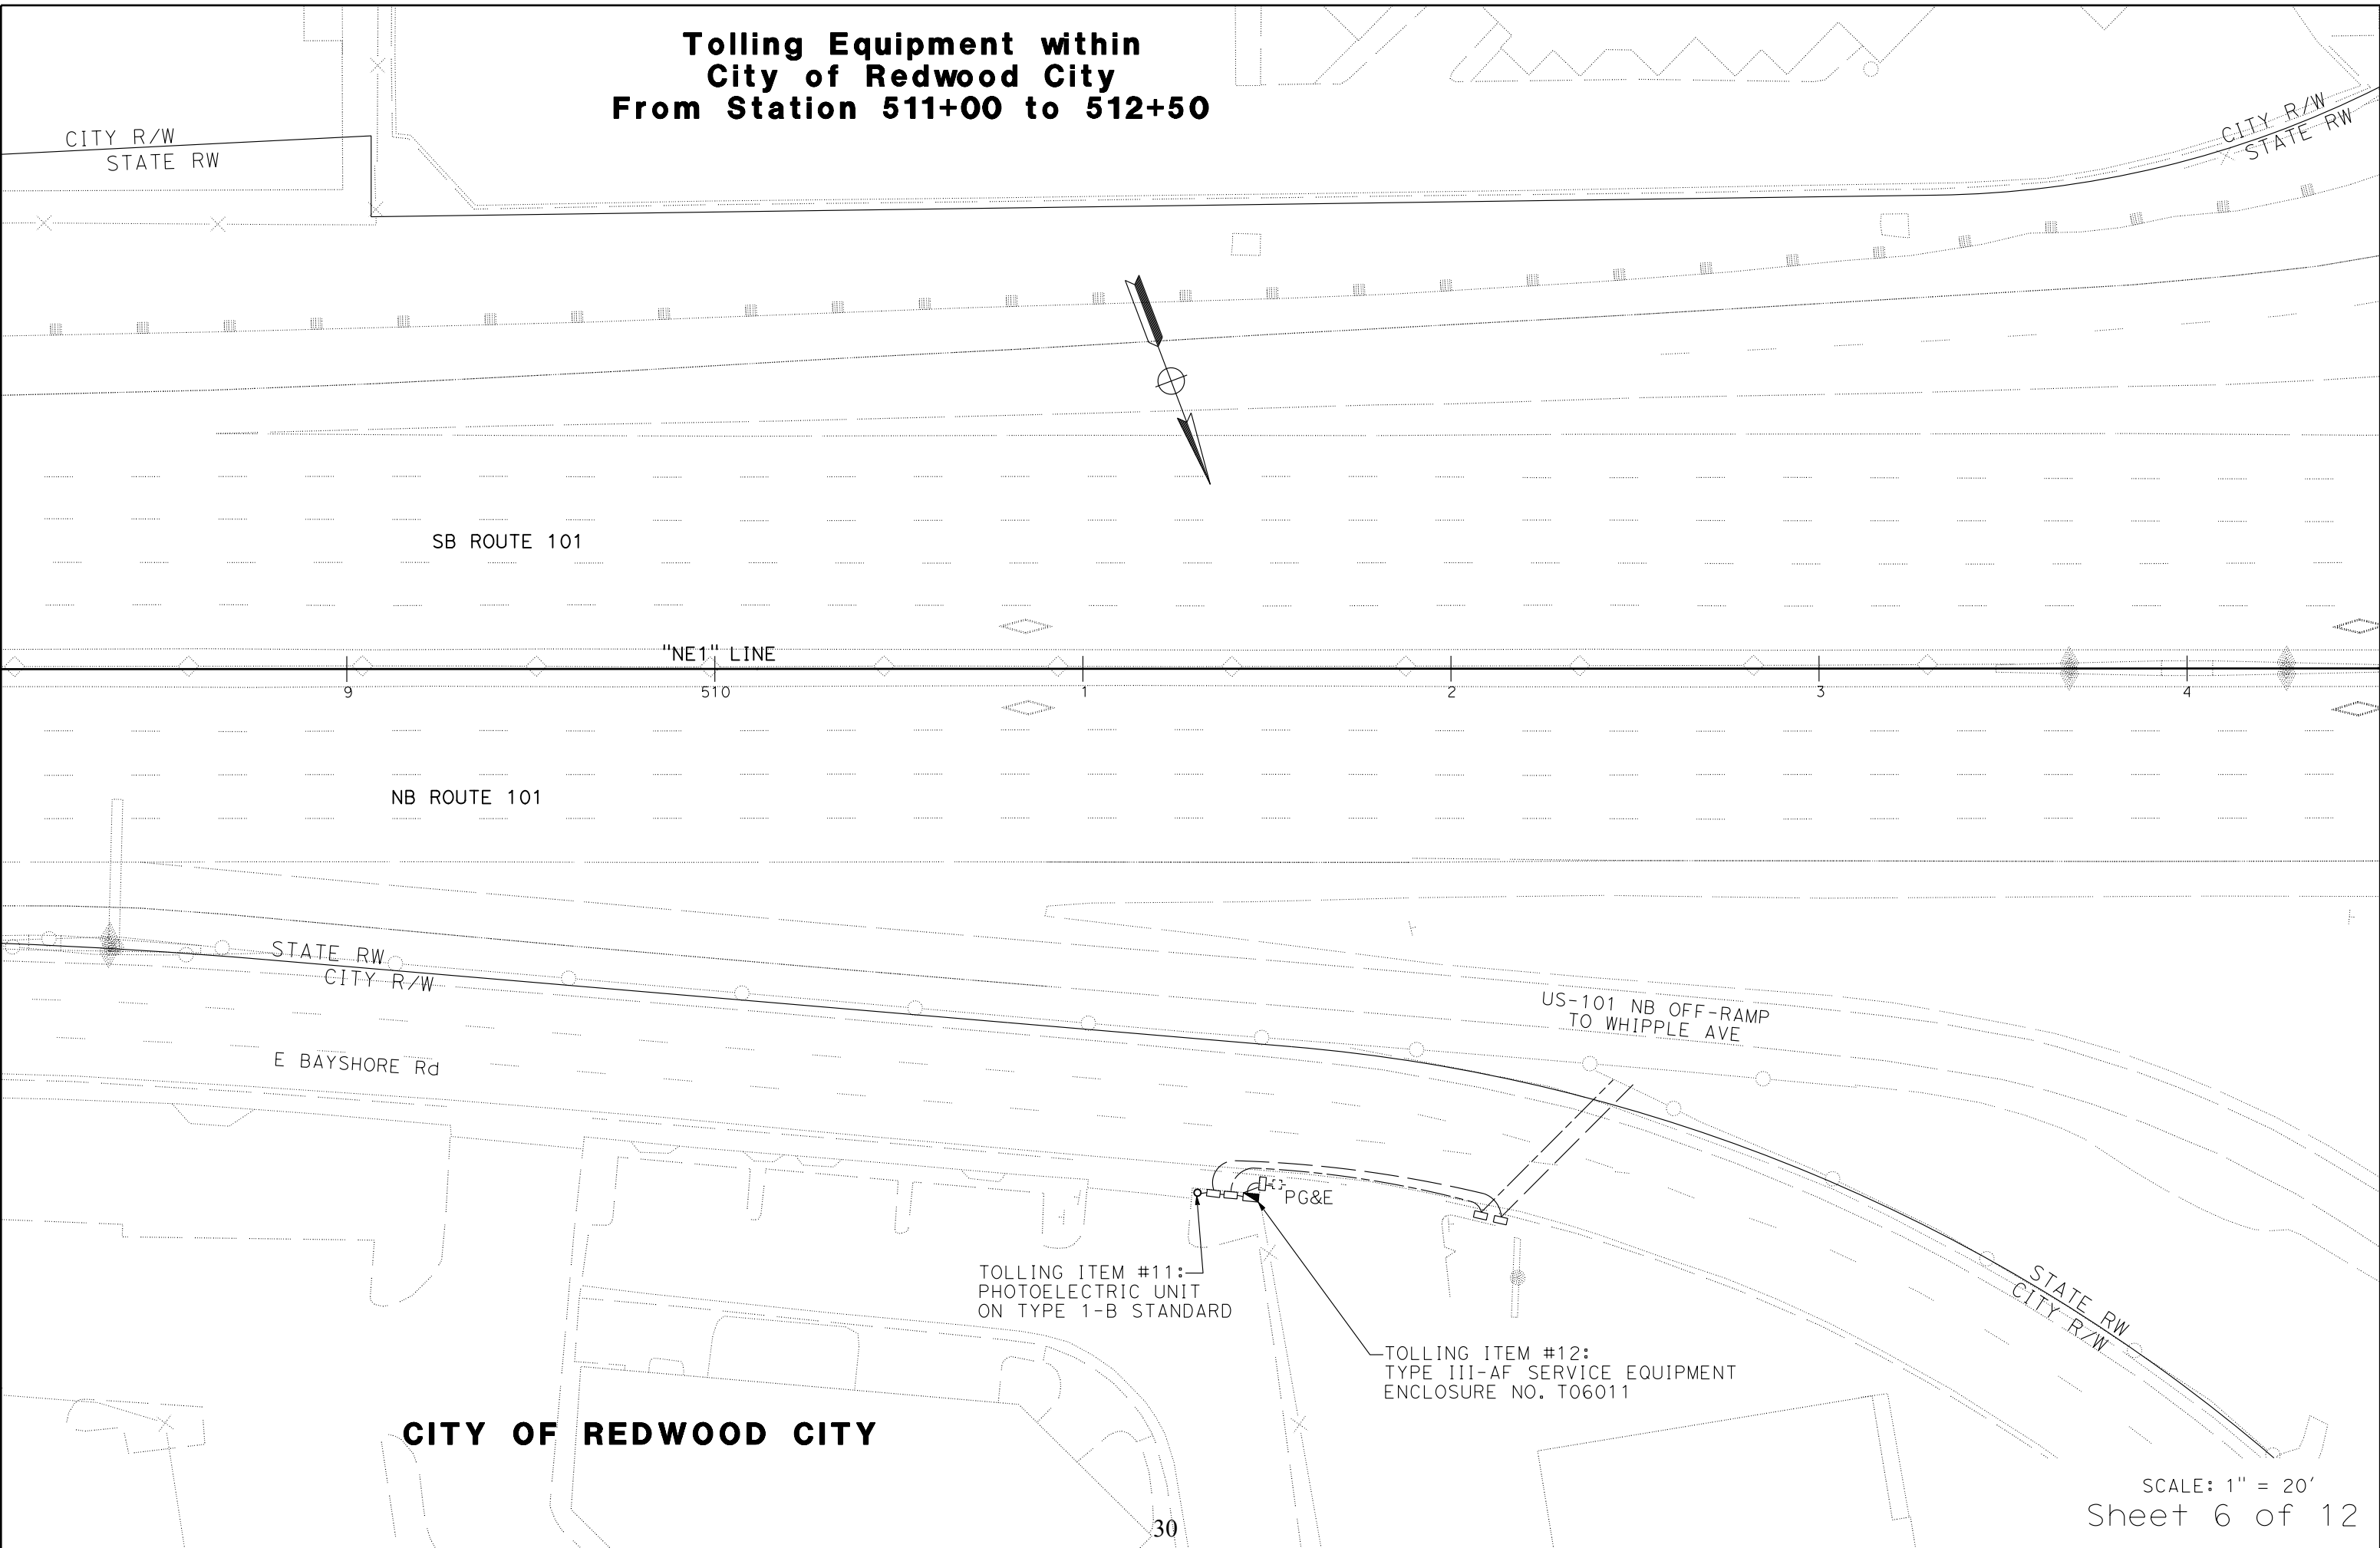 Tolling Equipment within
City of Redwood City
From Station 511+00 to 512+50
CITY R/W
STATE RW
CITY R/W
STATE RW
SB ROUTE 101
"NE1" LINE
9
510
1
2
3
4
NB ROUTE 101
STATE RW
CITY R/W
US-101 NB OFF-RAMP
TO WHIPPLE AVE
E BAYSHORE Rd
PG&E
TOLLING ITEM #11:
PHOTOELECTRIC UNIT
ON TYPE 1-B STANDARD
STATE RW
CITY R/W
TOLLING ITEM #12:
TYPE III-AF SERVICE EQUIPMENT
ENCLOSURE NO. T06011
CITY OF REDWOOD CITY
SCALE: 1" = 20'
Sheet 6 of 12
30